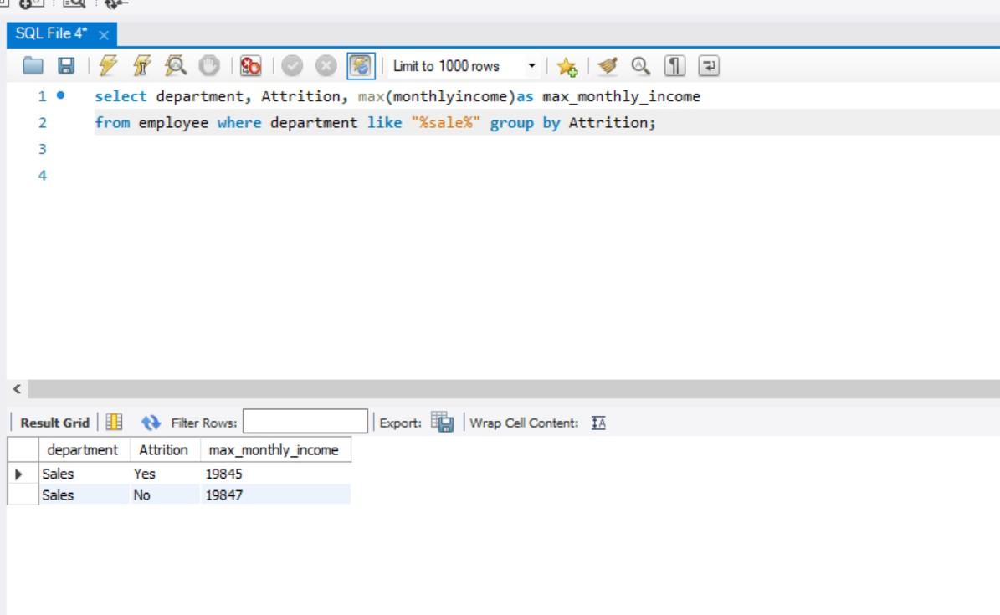 SQL File 4*
Limit to 1000 rows
1 select department, Attrition, max(monthlyincome)as max_monthly_income
2 from employee where department like "%sale%" group by Attrition;
3
4
Result Grid Filter Rows: Export: Wrap Cell Content:
department Attrition max_monthly_income
Sales Yes 19845
Sales No 19847